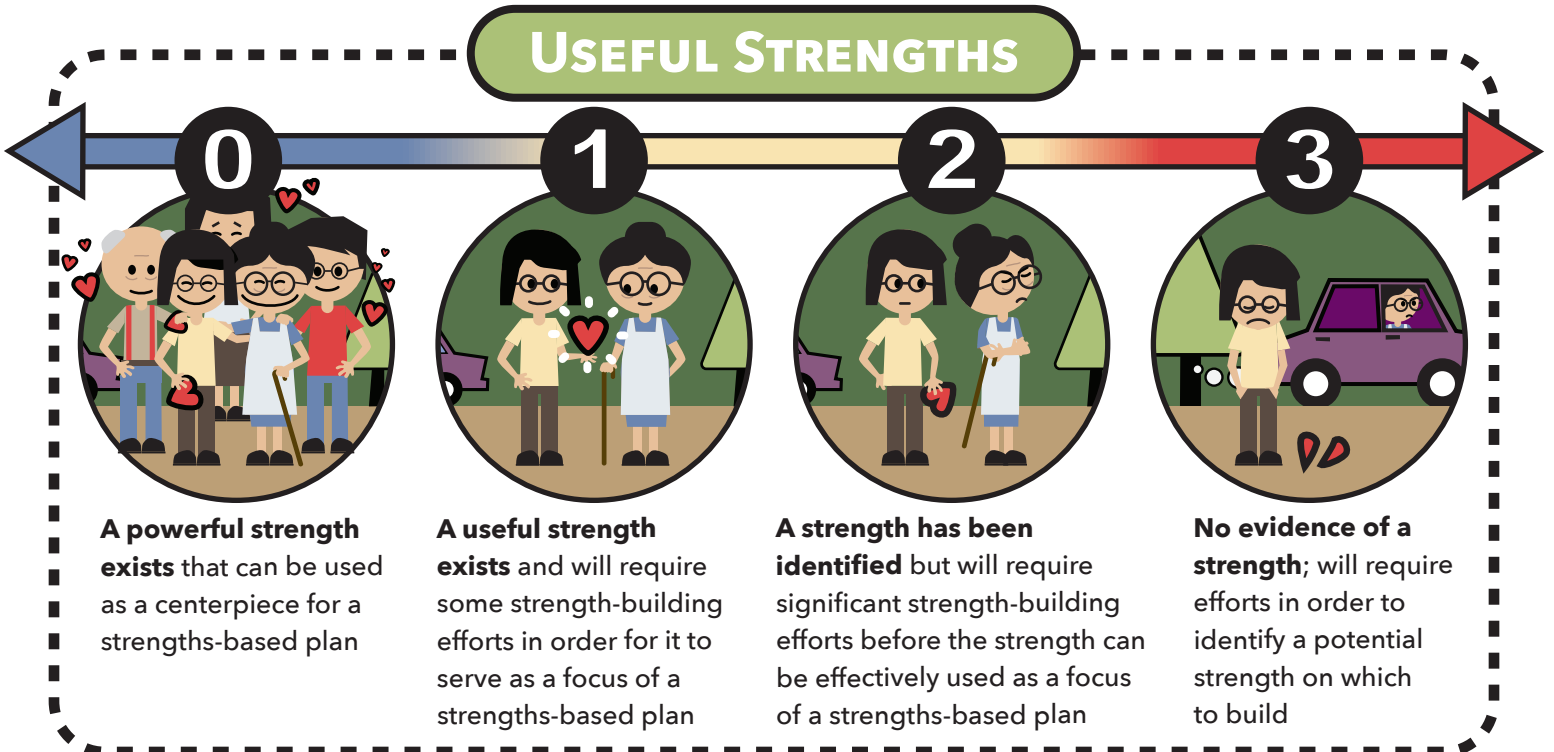 USEFUL STRENGTHS
0
1
2
3
A powerful strength
exists that can be used
as a centerpiece for a
strengths-based plan
A useful strength
exists and will require
some strength-building
efforts in order for it to
serve as a focus of a
strengths-based plan
A strength has been
identified but will require
significant strength-building
efforts before the strength can
be effectively used as a focus
of a strengths-based plan
No evidence of a
strength; will require
efforts in order to
identify a potential
strength on which
to build